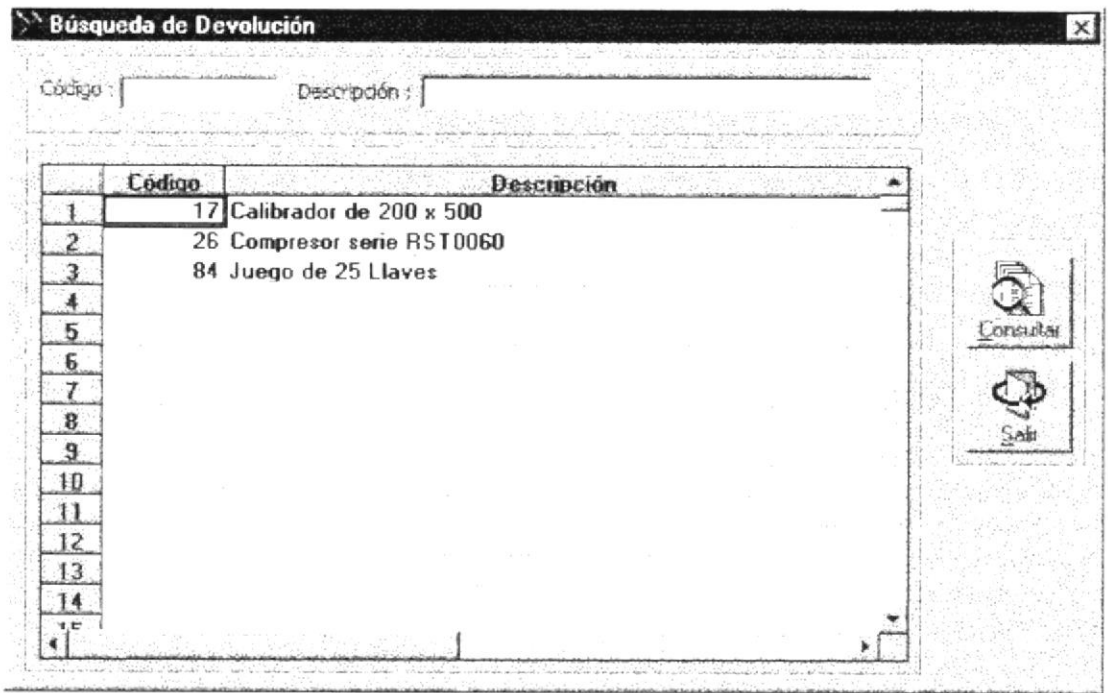 Búsqueda de Devolución
Código : Descripción :
Código Descripción
1 17 Calibrador de 200 x 500
2 26 Compresor serie RST0060
3 84 Juego de 25 Llaves
4
5
6
7
8
9
10
11
12
13
14
15
Consultar
Salir